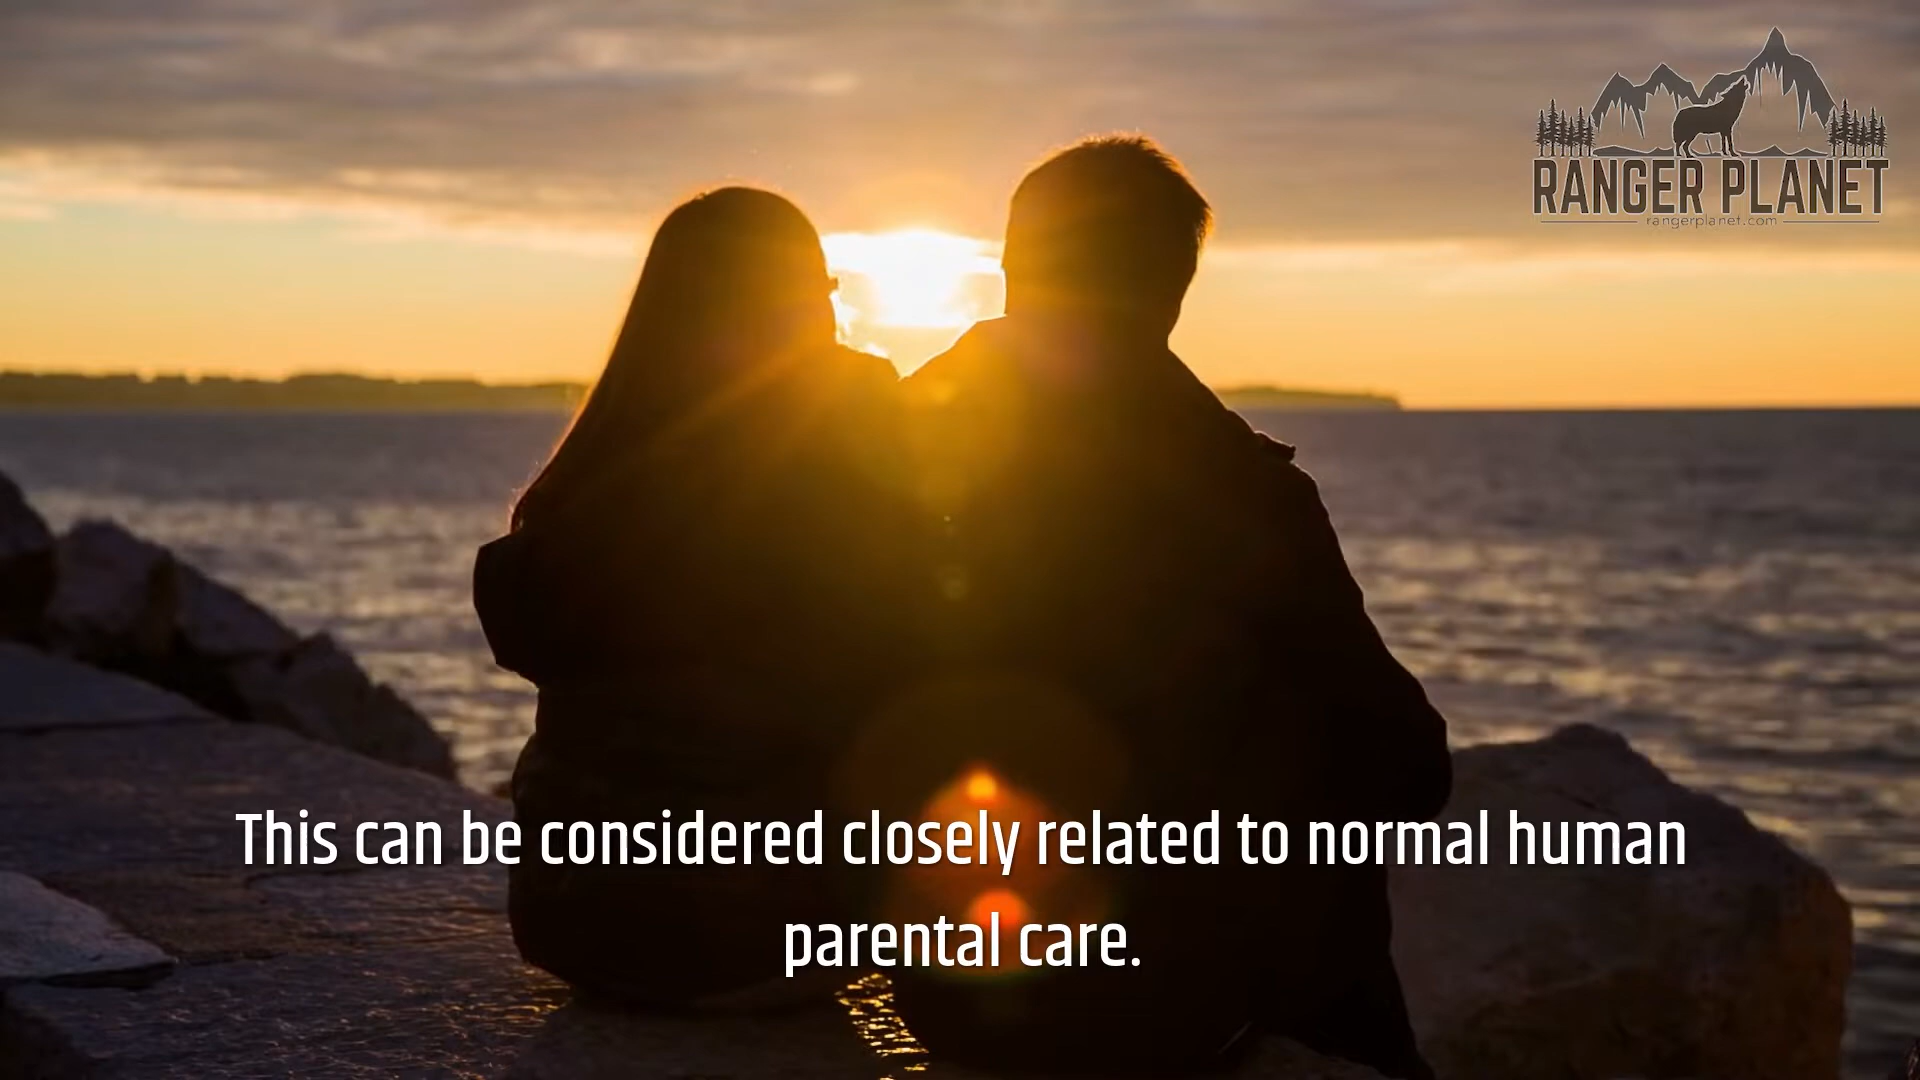 RANGER PLANET
rangerplanet.com
This can be considered closely related to normal human
parental care.